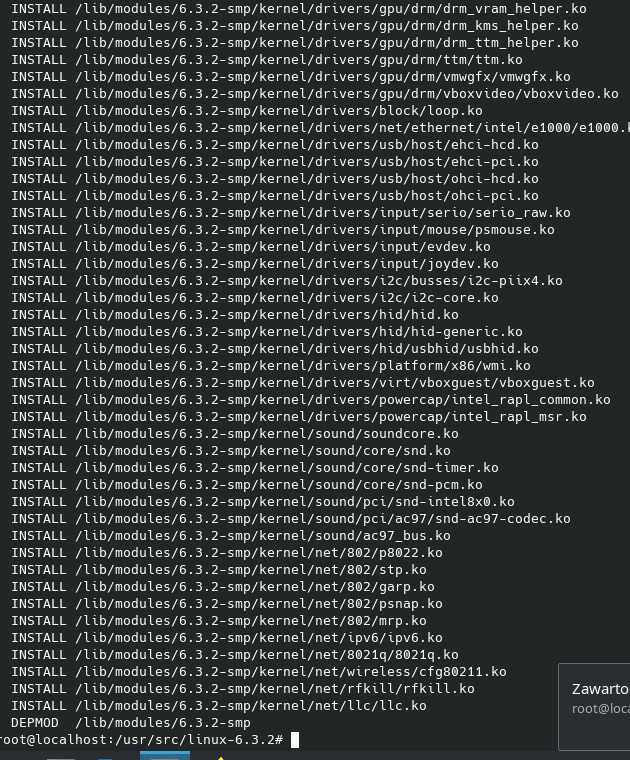 INSTALL /lib/modules/6.3.2-smp/kernel/drivers/gpu/drm/drm_vram_helper.ko
INSTALL /lib/modules/6.3.2-smp/kernel/drivers/gpu/drm/drm_kms_helper.ko
INSTALL /lib/modules/6.3.2-smp/kernel/drivers/gpu/drm/drm_ttm_helper.ko
INSTALL /lib/modules/6.3.2-smp/kernel/drivers/gpu/drm/ttm/ttm.ko
INSTALL /lib/modules/6.3.2-smp/kernel/drivers/gpu/drm/vmwgfx/vmwgfx.ko
INSTALL /lib/modules/6.3.2-smp/kernel/drivers/gpu/drm/vboxvideo/vboxvideo.ko
INSTALL /lib/modules/6.3.2-smp/kernel/drivers/block/loop.ko
INSTALL /lib/modules/6.3.2-smp/kernel/drivers/net/ethernet/intel/e1000/e1000.k
INSTALL /lib/modules/6.3.2-smp/kernel/drivers/usb/host/ehci-hcd.ko
INSTALL /lib/modules/6.3.2-smp/kernel/drivers/usb/host/ehci-pci.ko
INSTALL /lib/modules/6.3.2-smp/kernel/drivers/usb/host/ohci-hcd.ko
INSTALL /lib/modules/6.3.2-smp/kernel/drivers/usb/host/ohci-pci.ko
INSTALL /lib/modules/6.3.2-smp/kernel/drivers/input/serio/serio_raw.ko
INSTALL /lib/modules/6.3.2-smp/kernel/drivers/input/mouse/psmouse.ko
INSTALL /lib/modules/6.3.2-smp/kernel/drivers/input/evdev.ko
INSTALL /lib/modules/6.3.2-smp/kernel/drivers/input/joydev.ko
INSTALL /lib/modules/6.3.2-smp/kernel/drivers/i2c/busses/i2c-piix4.ko
INSTALL /lib/modules/6.3.2-smp/kernel/drivers/i2c/i2c-core.ko
INSTALL /lib/modules/6.3.2-smp/kernel/drivers/hid/hid.ko
INSTALL /lib/modules/6.3.2-smp/kernel/drivers/hid/hid-generic.ko
INSTALL /lib/modules/6.3.2-smp/kernel/drivers/hid/usbhid/usbhid.ko
INSTALL /lib/modules/6.3.2-smp/kernel/drivers/platform/x86/wmi.ko
INSTALL /lib/modules/6.3.2-smp/kernel/drivers/virt/vboxguest/vboxguest.ko
INSTALL /lib/modules/6.3.2-smp/kernel/drivers/powercap/intel_rapl_common.ko
INSTALL /lib/modules/6.3.2-smp/kernel/drivers/powercap/intel_rapl_msr.ko
INSTALL /lib/modules/6.3.2-smp/kernel/sound/soundcore.ko
INSTALL /lib/modules/6.3.2-smp/kernel/sound/core/snd.ko
INSTALL /lib/modules/6.3.2-smp/kernel/sound/core/snd-timer.ko
INSTALL /lib/modules/6.3.2-smp/kernel/sound/core/snd-pcm.ko
INSTALL /lib/modules/6.3.2-smp/kernel/sound/pci/snd-intel8x0.ko
INSTALL /lib/modules/6.3.2-smp/kernel/sound/pci/ac97/snd-ac97-codec.ko
INSTALL /lib/modules/6.3.2-smp/kernel/sound/ac97_bus.ko
INSTALL /lib/modules/6.3.2-smp/kernel/net/802/p8022.ko
INSTALL /lib/modules/6.3.2-smp/kernel/net/802/stp.ko
INSTALL /lib/modules/6.3.2-smp/kernel/net/802/garp.ko
INSTALL /lib/modules/6.3.2-smp/kernel/net/802/psnap.ko
INSTALL /lib/modules/6.3.2-smp/kernel/net/802/mrp.ko
INSTALL /lib/modules/6.3.2-smp/kernel/net/ipv6/ipv6.ko
INSTALL /lib/modules/6.3.2-smp/kernel/net/8021q/8021q.ko
INSTALL /lib/modules/6.3.2-smp/kernel/net/wireless/cfg80211.ko
INSTALL /lib/modules/6.3.2-smp/kernel/net/rfkill/rfkill.ko
INSTALL /lib/modules/6.3.2-smp/kernel/net/llc/llc.ko
DEPMOD  /lib/modules/6.3.2-smp
root@localhost:/usr/src/linux-6.3.2#
Zawarto
root@loca